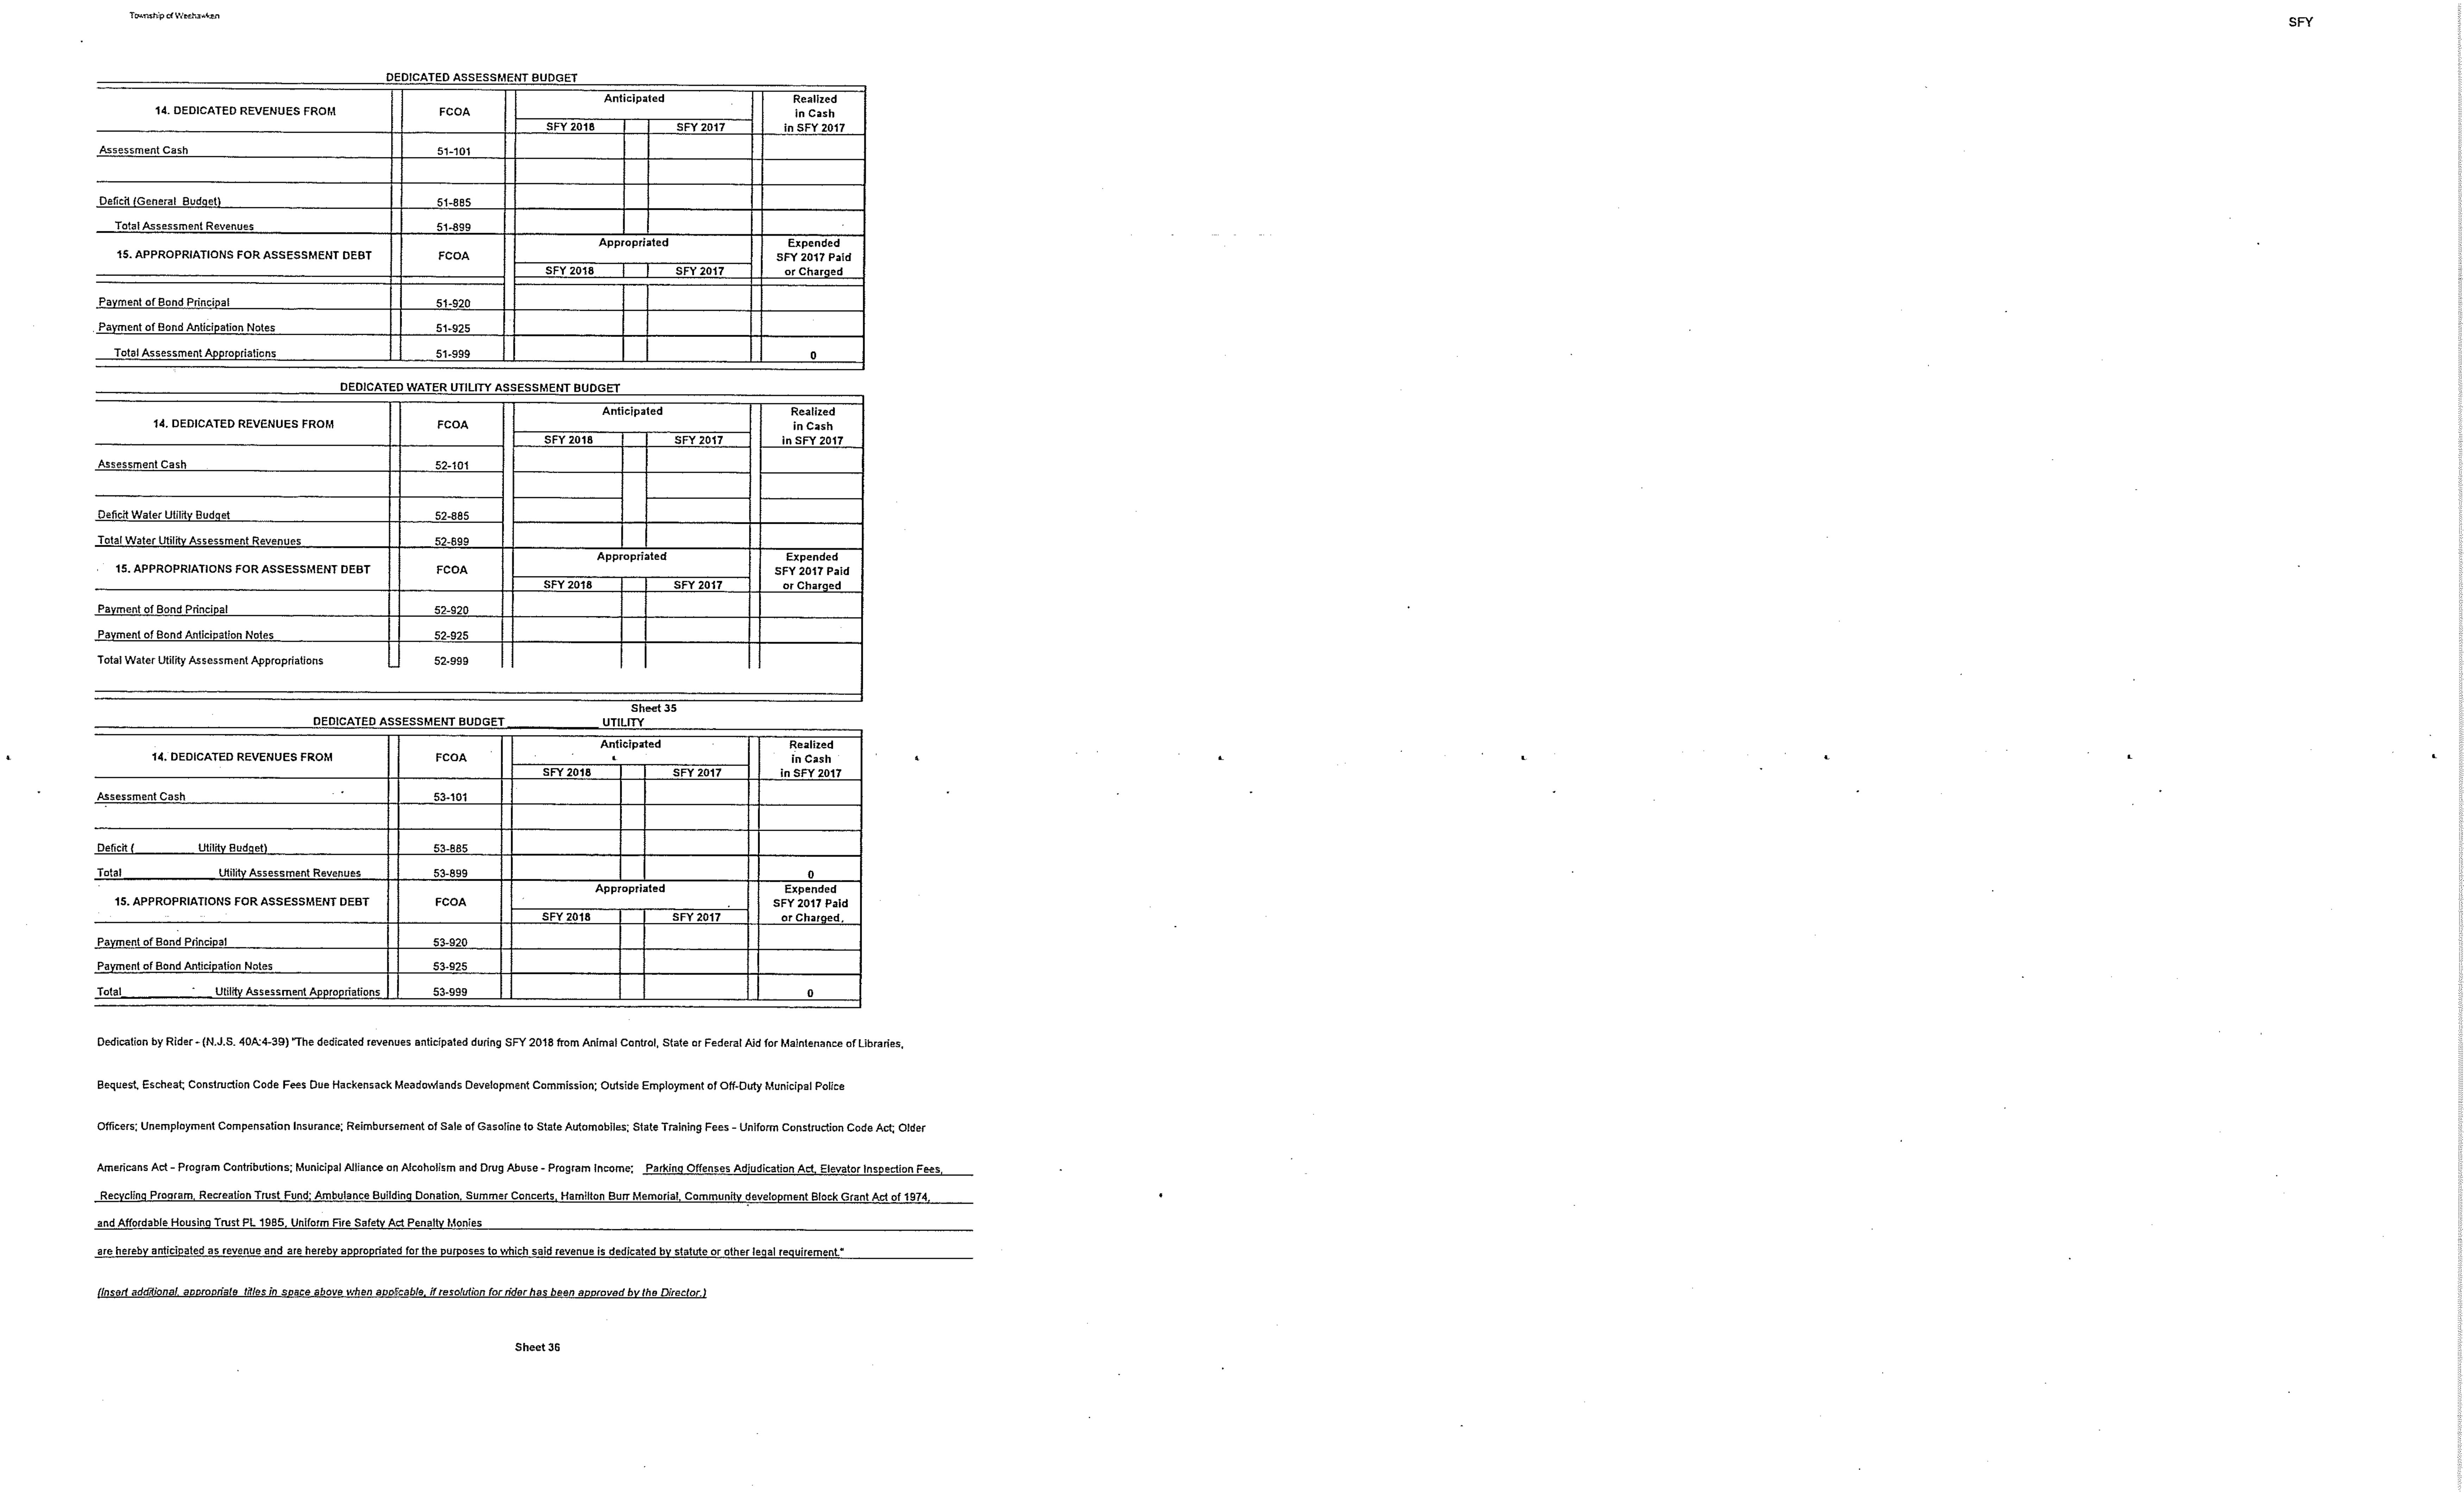 Township of Weehawken
SFY
DEDICATED ASSESSMENT BUDGET
14. DEDICATED REVENUES FROM FCOA Anticipated Realized in Cash in SFY 2017
SFY 2018 SFY 2017
Assessment Cash 51-101
Deficit (General Budget) 51-885
Total Assessment Revenues 51-899
15. APPROPRIATIONS FOR ASSESSMENT DEBT FCOA Appropriated Expended SFY 2017 Paid or Charged
SFY 2018 SFY 2017
Payment of Bond Principal 51-920
Payment of Bond Anticipation Notes 51-925
Total Assessment Appropriations 51-999 0
DEDICATED WATER UTILITY ASSESSMENT BUDGET
14. DEDICATED REVENUES FROM FCOA Anticipated Realized in Cash in SFY 2017
SFY 2018 SFY 2017
Assessment Cash 52-101
Deficit Water Utility Budget 52-885
Total Water Utility Assessment Revenues 52-899
15. APPROPRIATIONS FOR ASSESSMENT DEBT FCOA Appropriated Expended SFY 2017 Paid or Charged
SFY 2018 SFY 2017
Payment of Bond Principal 52-920
Payment of Bond Anticipation Notes 52-925
Total Water Utility Assessment Appropriations 52-999
Sheet 35
DEDICATED ASSESSMENT BUDGET UTILITY
14. DEDICATED REVENUES FROM FCOA Anticipated Realized in Cash in SFY 2017
SFY 2018 SFY 2017
Assessment Cash 53-101
Deficit ( Utility Budget) 53-885
Total Utility Assessment Revenues 53-899 0
15. APPROPRIATIONS FOR ASSESSMENT DEBT FCOA Appropriated Expended SFY 2017 Paid or Charged
SFY 2018 SFY 2017
Payment of Bond Principal 53-920
Payment of Bond Anticipation Notes 53-925
Total Utility Assessment Appropriations 53-999 0
Dedication by Rider - (N.J.S. 40A:4-39) "The dedicated revenues anticipated during SFY 2018 from Animal Control, State or Federal Aid for Maintenance of Libraries,
Bequest, Escheat; Construction Code Fees Due Hackensack Meadowlands Development Commission; Outside Employment of Off-Duty Municipal Police
Officers; Unemployment Compensation Insurance; Reimbursement of Sale of Gasoline to State Automobiles; State Training Fees - Uniform Construction Code Act; Older
Americans Act - Program Contributions; Municipal Alliance on Alcoholism and Drug Abuse - Program Income; Parking Offenses Adjudication Act, Elevator Inspection Fees,
Recycling Program, Recreation Trust Fund; Ambulance Building Donation, Summer Concerts, Hamilton Burr Memorial, Community development Block Grant Act of 1974,
and Affordable Housing Trust PL 1985, Uniform Fire Safety Act Penalty Monies
are hereby anticipated as revenue and are hereby appropriated for the purposes to which said revenue is dedicated by statute or other legal requirement."
(Insert additional, appropriate titles in space above when applicable, if resolution for rider has been approved by the Director.)
Sheet 36